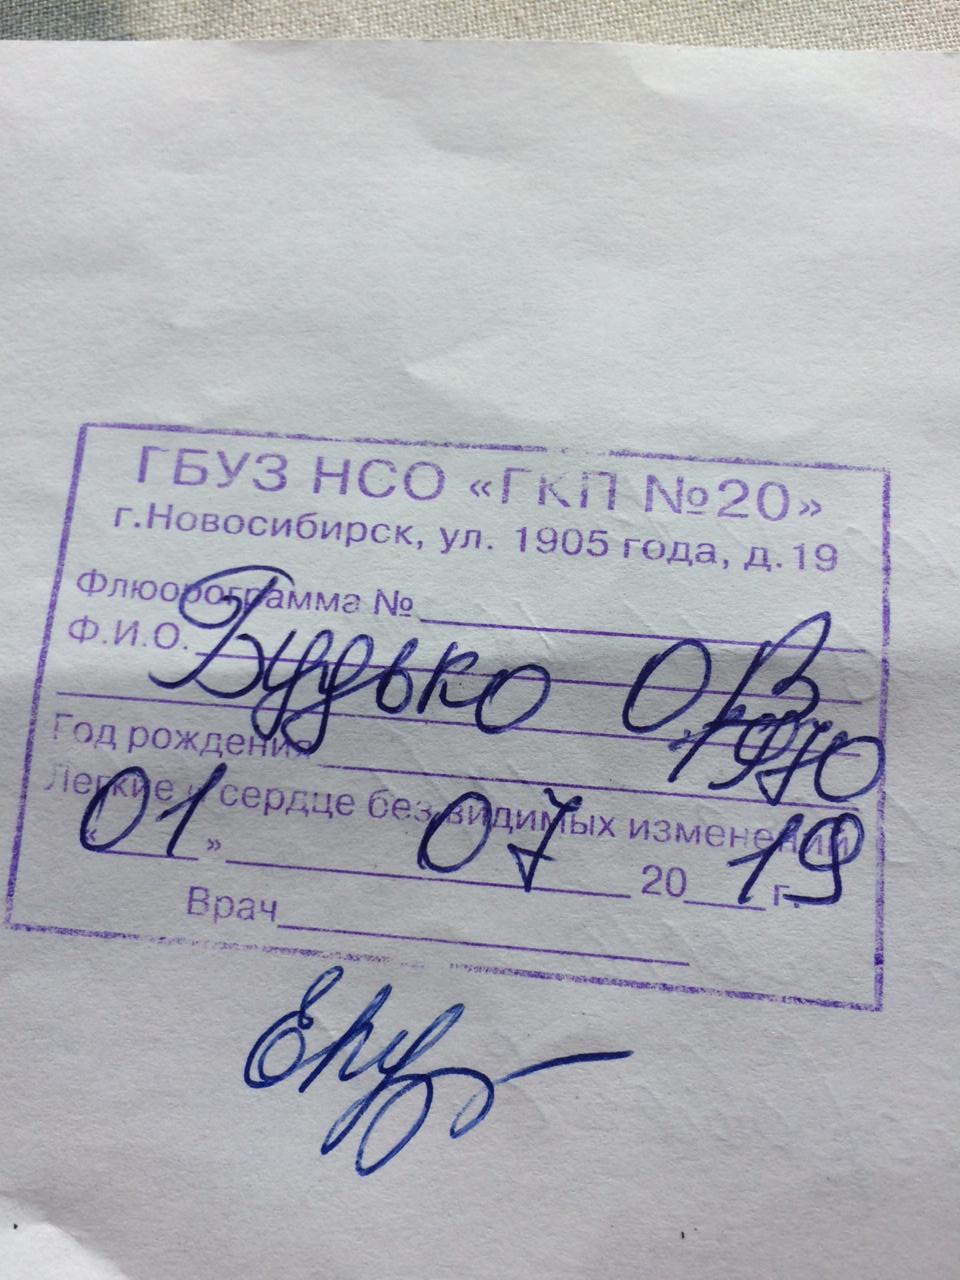 ГБУЗ НСО «ГКП №20»
г.Новосибирск, ул. 1905 года, д.19
Флюорограмма №
Ф.И.О. Будько О В
Год рождения 1970
Легкие и сердце без видимых изменений
«01» 07 2019 г.
Врач